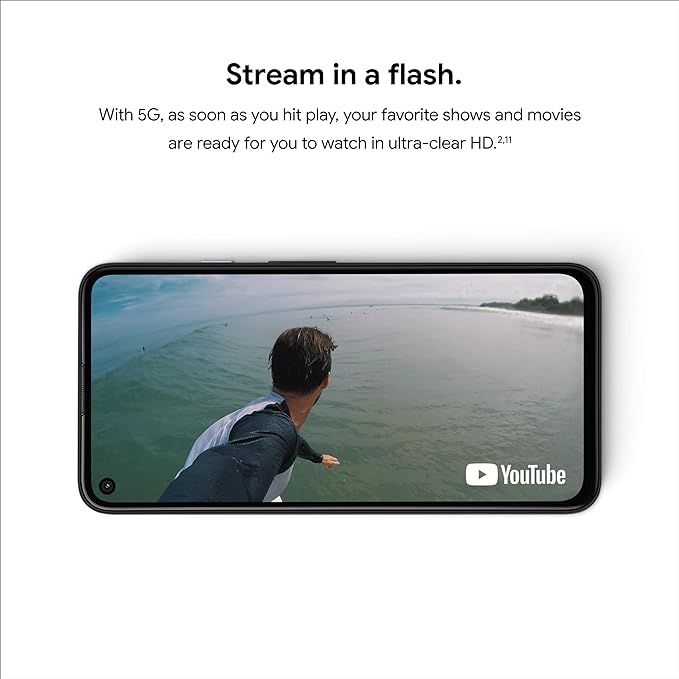 Stream in a flash.
With 5G, as soon as you hit play, your favorite shows and movies
are ready for you to watch in ultra-clear HD.2,11
YouTube